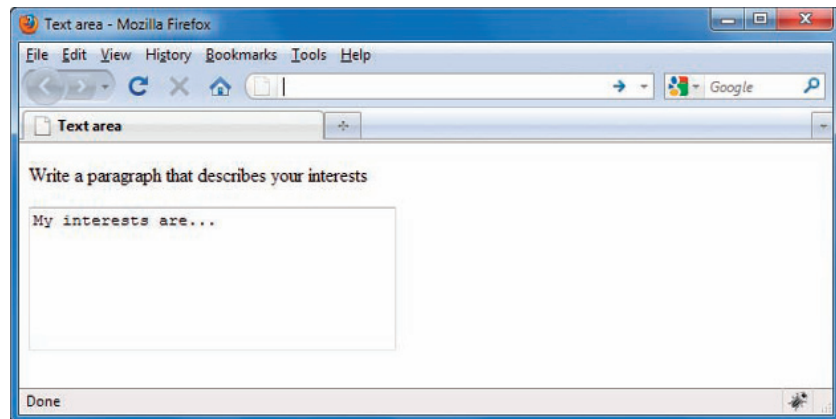 Text area - Mozilla Firefox
File Edit View History Bookmarks Tools Help
Google
Text area
Write a paragraph that describes your interests
My interests are...
Done